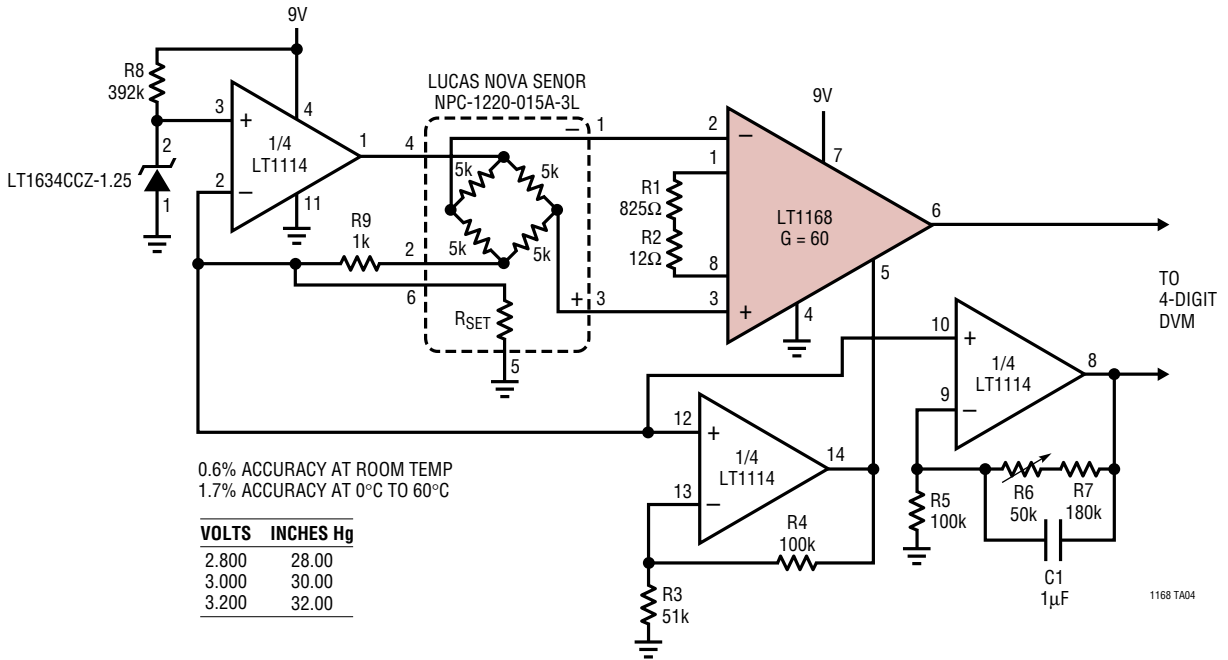 9V
R8
392k
3
+
4
1/4
LT1114
1
2
LT1634CCZ-1.25
1
2
–
11
R9
1k
LUCAS NOVA SENOR
NPC-1220-015A-3L
4
5k
5k
5k
5k
2
6
RSET
5
– 1
+ 3
9V
2
–
7
1
R1
825Ω
R2
12Ω
8
3
+
LT1168
G = 60
6
5
4
TO
4-DIGIT
DVM
10
+
1/4
LT1114
8
9
–
12
+
1/4
LT1114
14
13
–
R4
100k
R3
51k
R5
100k
R6
50k
R7
180k
C1
1µF
0.6% ACCURACY AT ROOM TEMP
1.7% ACCURACY AT 0°C TO 60°C
VOLTS INCHES Hg
2.800 28.00
3.000 30.00
3.200 32.00
1168 TA04